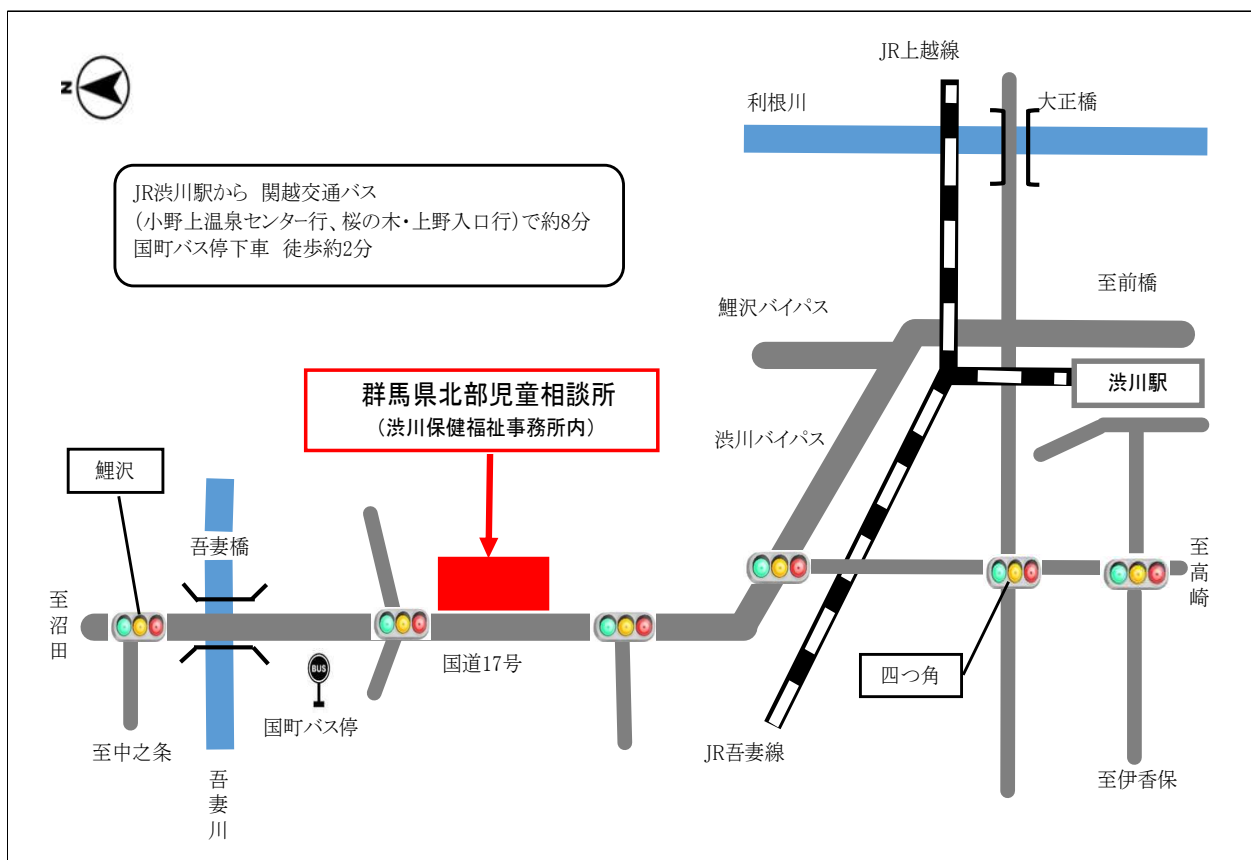 N
JR上越線
利根川
大正橋
JR渋川駅から 関越交通バス
(小野上温泉センター行、桜の木・上野入口行)で約8分
国町バス停下車 徒歩約2分
至前橋
鯉沢バイパス
渋川駅
群馬県北部児童相談所
(渋川保健福祉事務所内)
渋川バイパス
鯉沢
吾妻橋
至高崎
至沼田
BUS
国道17号
四つ角
国町バス停
至中之条
JR吾妻線
至伊香保
吾妻川